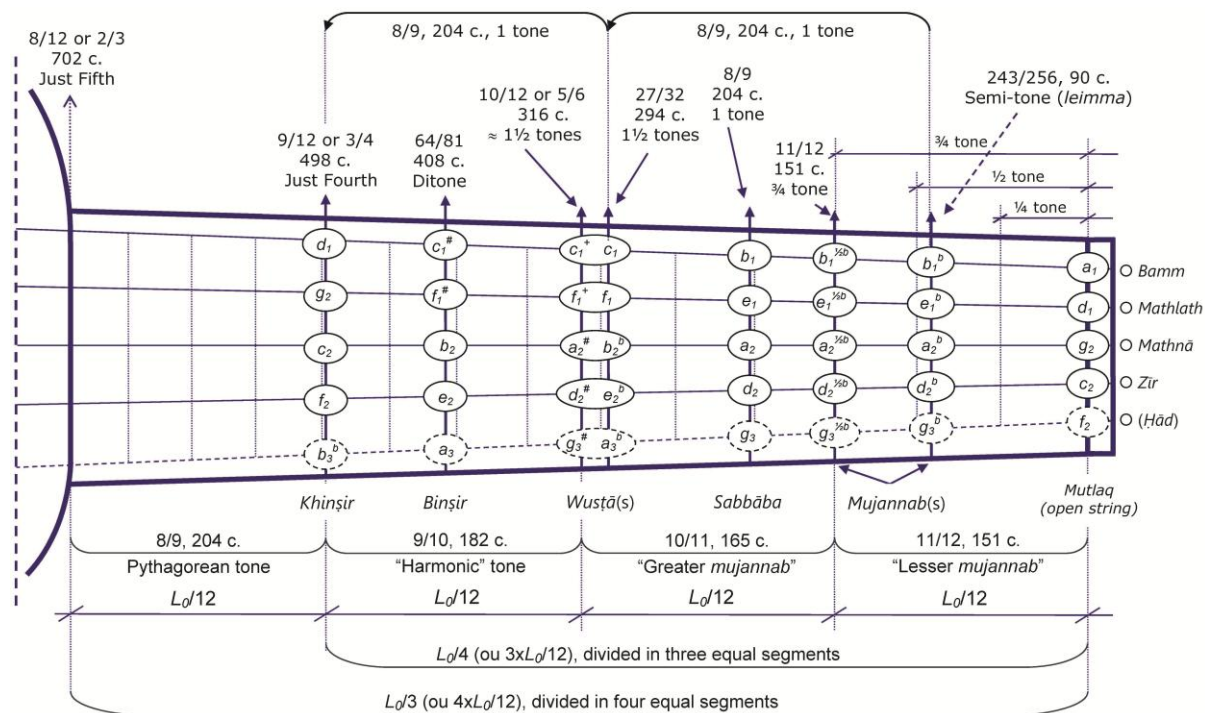 8/9, 204 c., 1 tone
8/9, 204 c., 1 tone
8/12 or 2/3
702 c.
Just Fifth
9/12 or 3/4
498 c.
Just Fourth
64/81
408 c.
Ditone
10/12 or 5/6
316 c.
≈ 1½ tones
27/32
294 c.
1½ tones
8/9
204 c.
1 tone
11/12
151 c.
¾ tone
243/256, 90 c.
Semi-tone (leimma)
¾ tone
½ tone
¼ tone
d₁ c₁# c₁⁺ c₁ b₁ b₁½b b₁b a₁ Bamm
g₂ f₁# f₁⁺ f₁ e₁ e₁½b e₁b d₁ Mathlath
c₂ b₂ a₂# b₂b a₂ a₂½b a₂b g₂ Mathnā
f₂ e₂ d₂# e₂b d₂ d₂½b d₂b c₂ Zīr
b₃b a₃ g₃# a₃b g₃ g₃½b g₃b f₂ (Ḥād)
Khinṣir Binṣir Wusṭā(s) Sabbāba Mujannab(s) Mutlaq
(open string)
8/9, 204 c. 9/10, 182 c. 10/11, 165 c. 11/12, 151 c.
Pythagorean tone "Harmonic" tone "Greater mujannab" "Lesser mujannab"
L₀/12 L₀/12 L₀/12 L₀/12
L₀/4 (ou 3xL₀/12), divided in three equal segments
L₀/3 (ou 4xL₀/12), divided in four equal segments